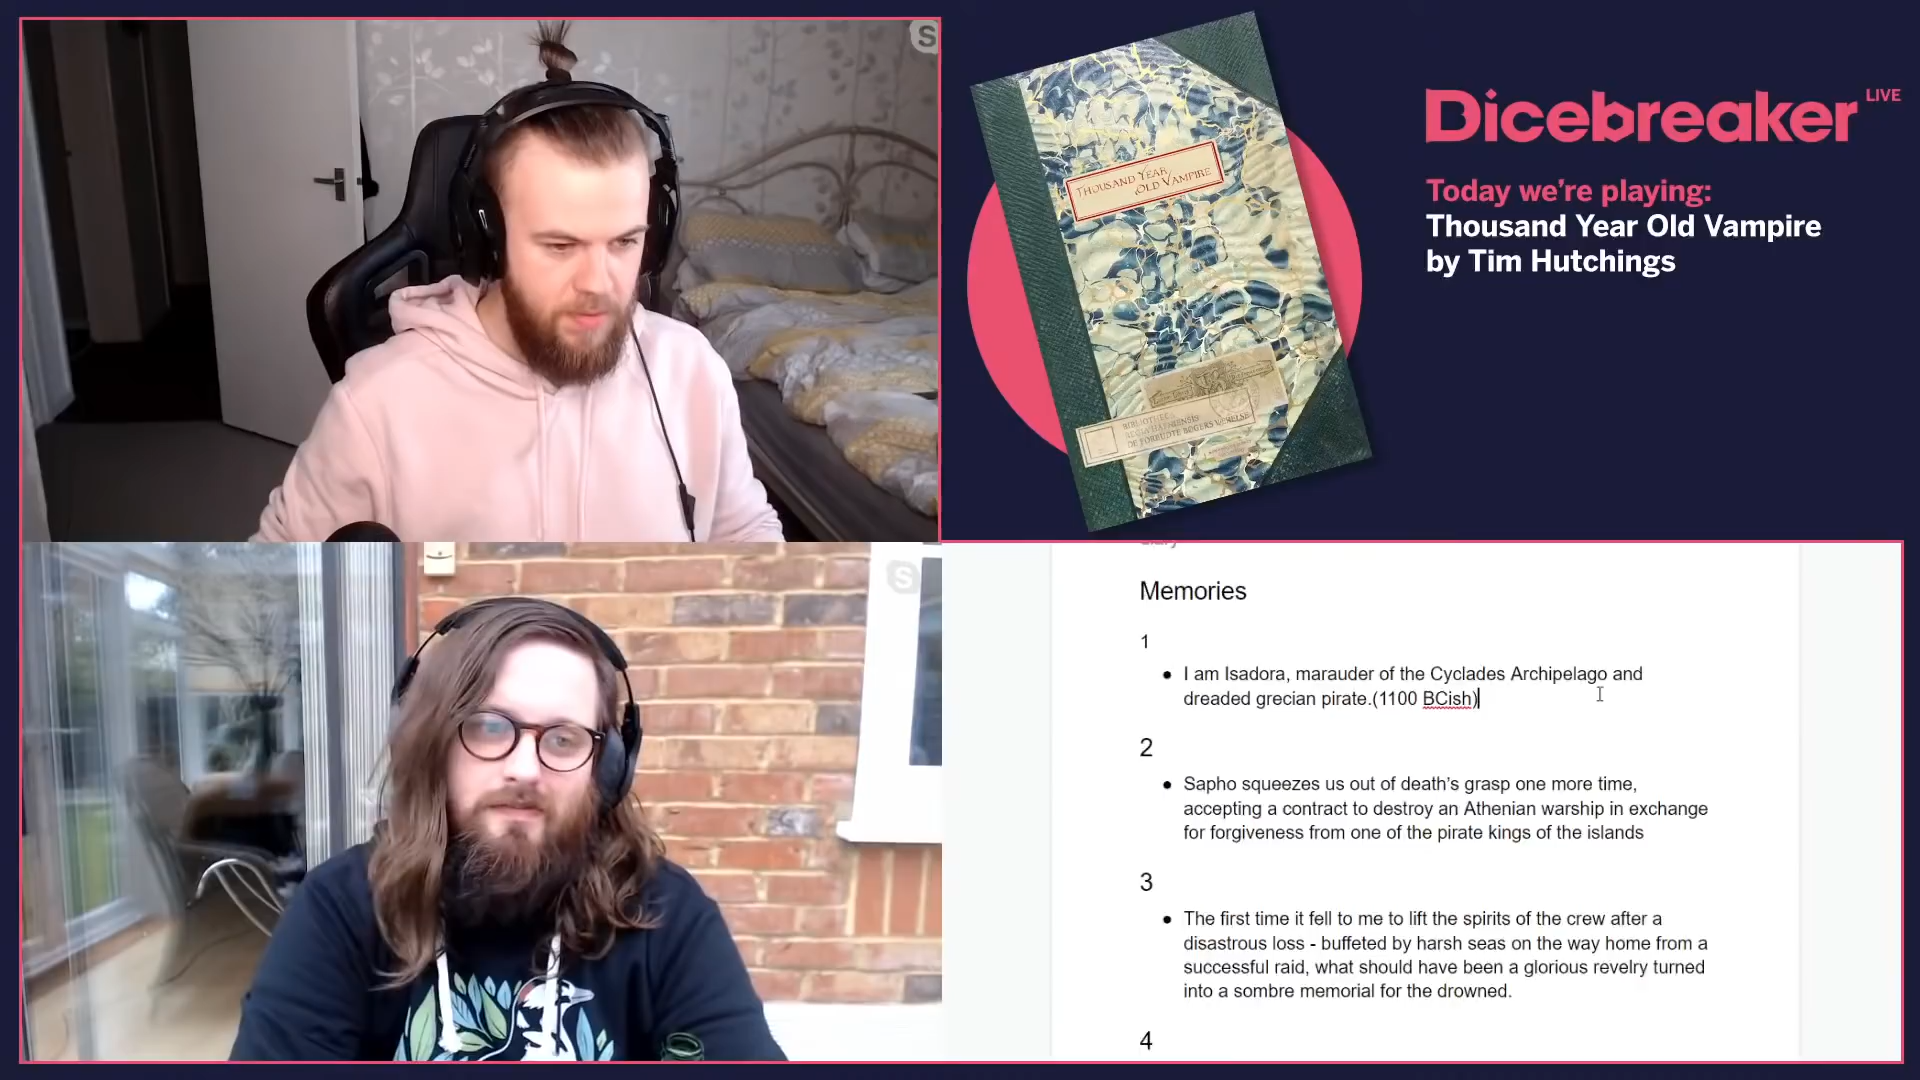 Dicebreaker LIVE
Today we're playing:
Thousand Year Old Vampire
by Tim Hutchings
THOUSAND YEAR
OLD VAMPIRE
DE FORBUDTE BØGERS VÆRELSE
S
S
Memories
1
• I am Isadora, marauder of the Cyclades Archipelago and
dreaded grecian pirate.(1100 BCish)
2
• Sapho squeezes us out of death’s grasp one more time,
accepting a contract to destroy an Athenian warship in exchange
for forgiveness from one of the pirate kings of the islands
3
• The first time it fell to me to lift the spirits of the crew after a
disastrous loss - buffeted by harsh seas on the way home from a
successful raid, what should have been a glorious revelry turned
into a sombre memorial for the drowned.
4